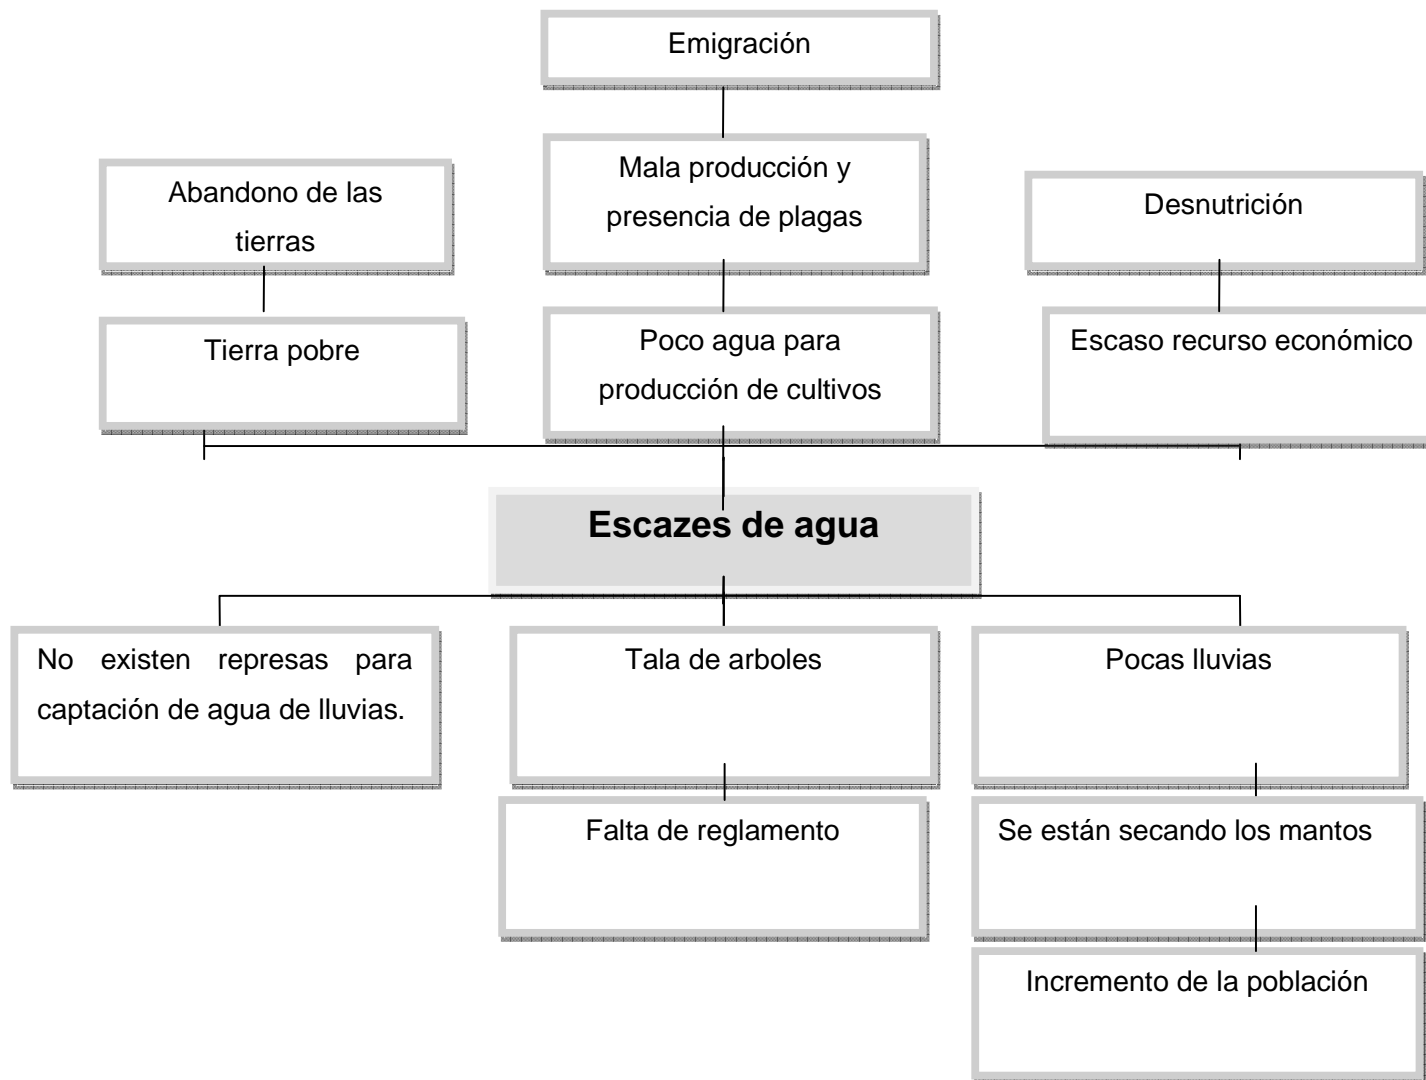 Emigración
Mala producción y
presencia de plagas
Abandono de las
tierras
Desnutrición
Tierra pobre
Poco agua para
producción de cultivos
Escaso recurso económico
Escazes de agua
No existen represas para
captación de agua de lluvias.
Tala de arboles
Pocas lluvias
Falta de reglamento
Se están secando los mantos
Incremento de la población